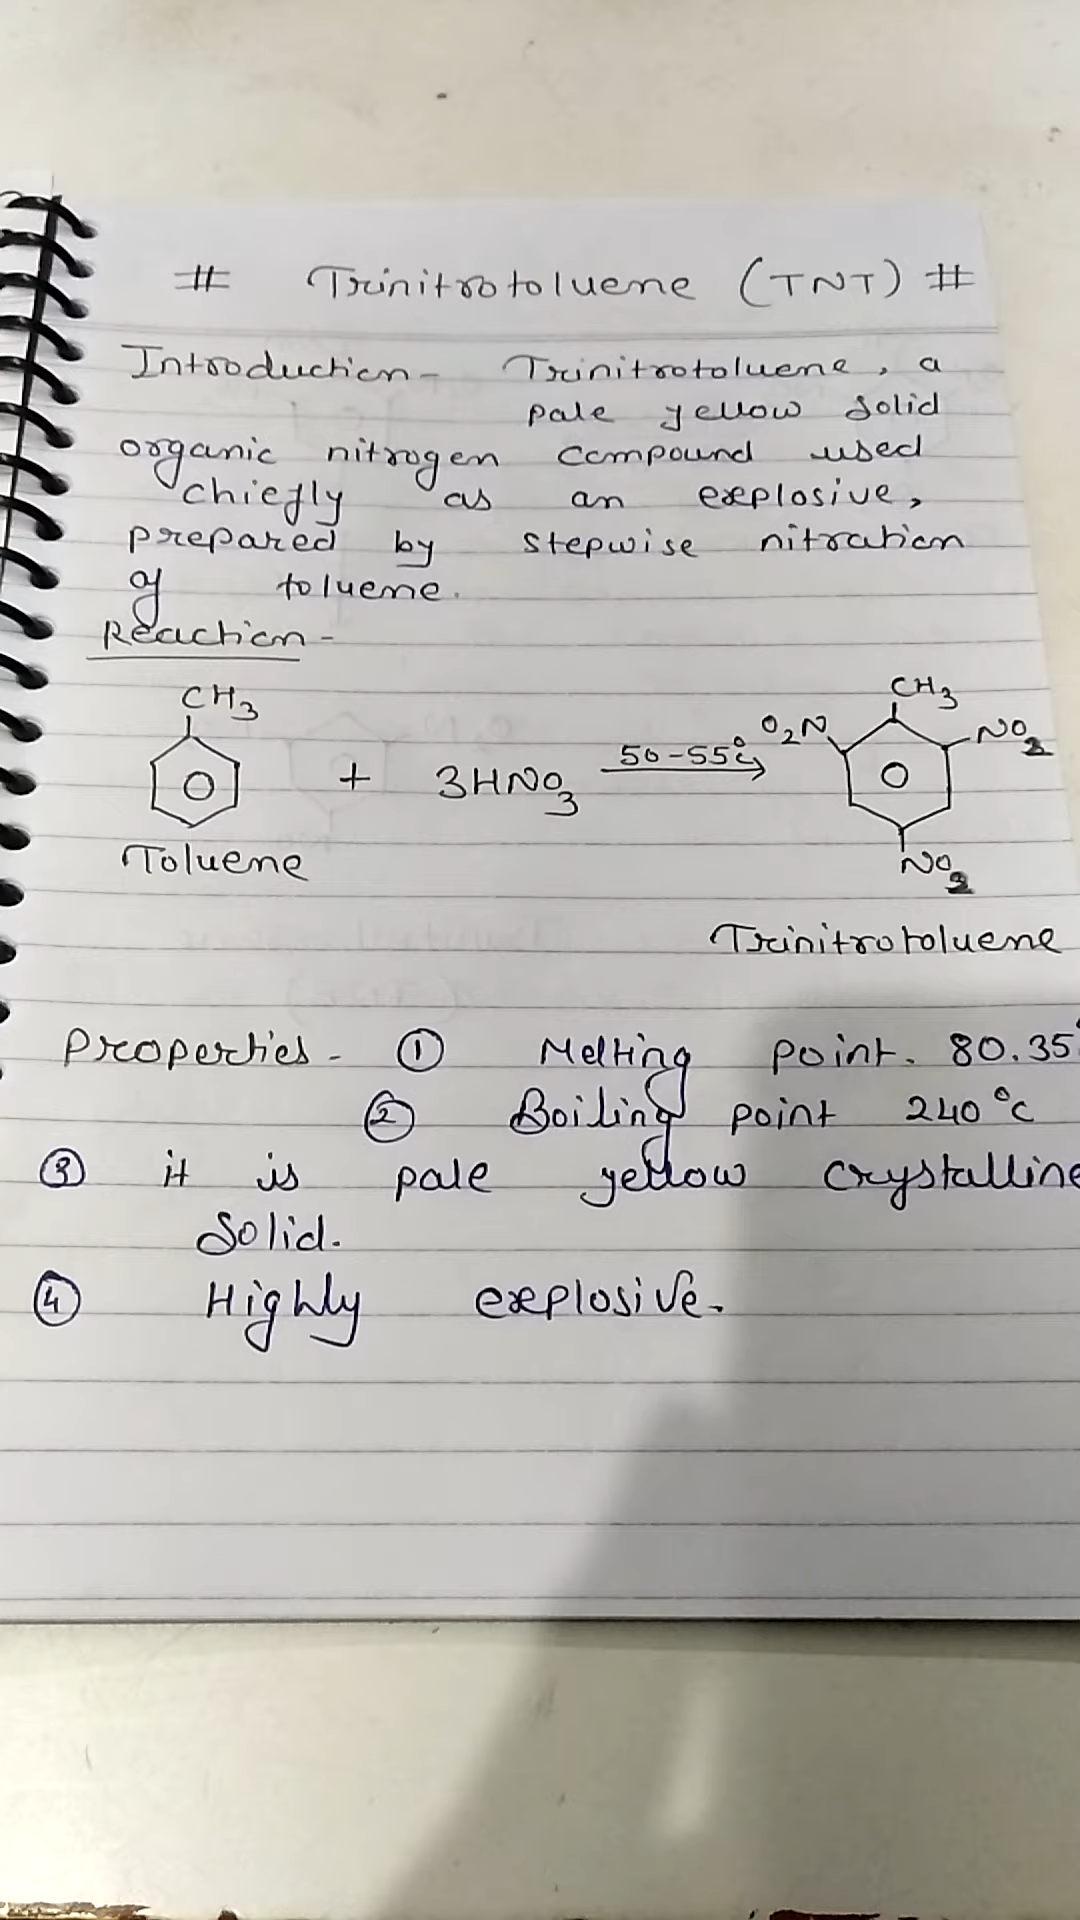 # Trinitrotoluene (TNT) #
Introduction - Trinitrotoluene, a
pale yellow solid
organic nitrogen compound used
chiefly as an explosive,
prepared by stepwise nitration
of toluene.
Reaction -
CH3 + 3HNO3 50-55°c O2N CH3 NO2
NO2
Toluene
Trinitrotoluene
Properties - ① Melting point. 80.35°
② Boiling point 240°c
③ it is pale yellow crystalline
Solid.
④ Highly explosive.